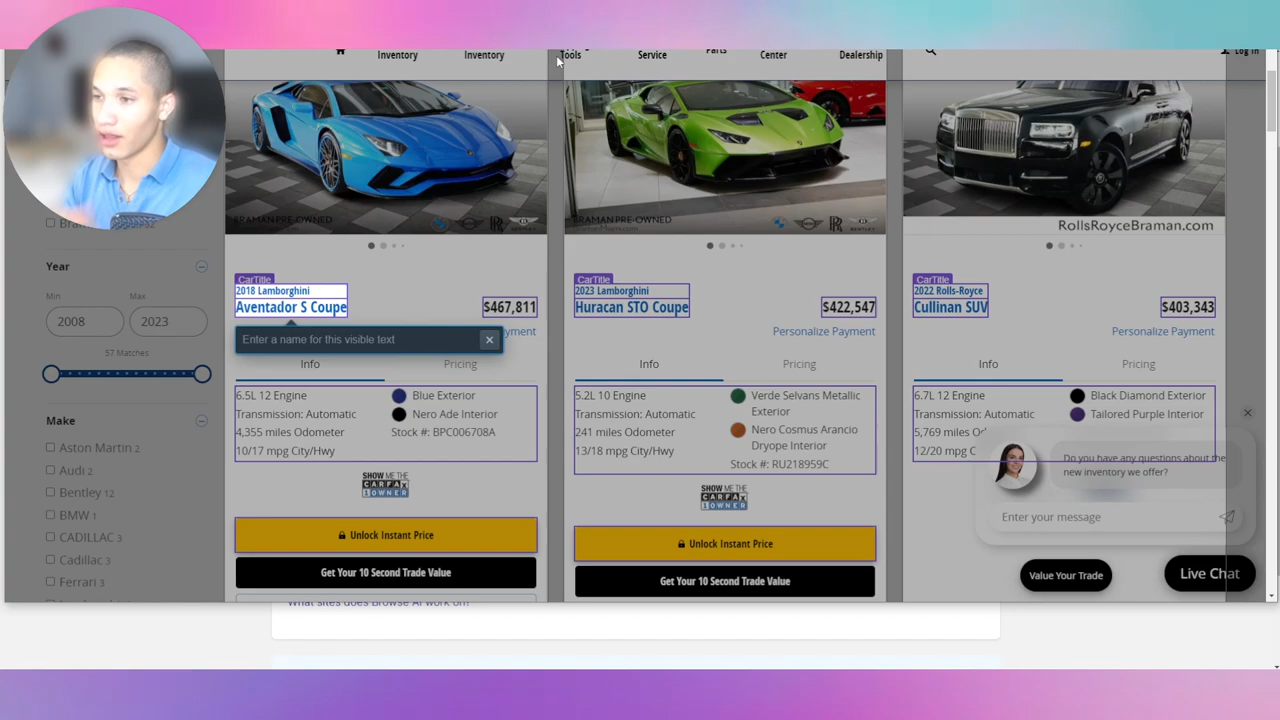 Inventory
Inventory
Tools
Service
Parts
Center
Dealership
Log In
BRAMAN PRE-OWNED
BRAMAN PRE-OWNED
RollsRoyceBraman.com
Year
Min
Max
2008
2023
57 Matches
Make
Aston Martin 2
Audi 2
Bentley 12
BMW 1
CADILLAC 3
Cadillac 3
Ferrari 3
CarTitle
2018 Lamborghini
Aventador S Coupe
$467,811
Enter a name for this visible text
yment
Info
Pricing
6.5L 12 Engine
Transmission: Automatic
4,355 miles Odometer
10/17 mpg City/Hwy
Blue Exterior
Nero Ade Interior
Stock #: BPC006708A
SHOW ME THE
CARFAX
1 OWNER
Unlock Instant Price
Get Your 10 Second Trade Value
CarTitle
2023 Lamborghini
Huracan STO Coupe
$422,547
Personalize Payment
Info
Pricing
5.2L 10 Engine
Transmission: Automatic
241 miles Odometer
13/18 mpg City/Hwy
Verde Selvans Metallic
Exterior
Nero Cosmus Arancio
Dryope Interior
Stock #: RU218959C
SHOW ME THE
CARFAX
1 OWNER
Unlock Instant Price
Get Your 10 Second Trade Value
CarTitle
2022 Rolls-Royce
Cullinan SUV
$403,343
Personalize Payment
Info
Pricing
6.7L 12 Engine
Transmission: Automatic
5,769 miles Od
12/20 mpg C
Black Diamond Exterior
Tailored Purple Interior
Do you have any questions about the
new inventory we offer?
Enter your message
Value Your Trade
Live Chat
What sites does Browse AI work on?